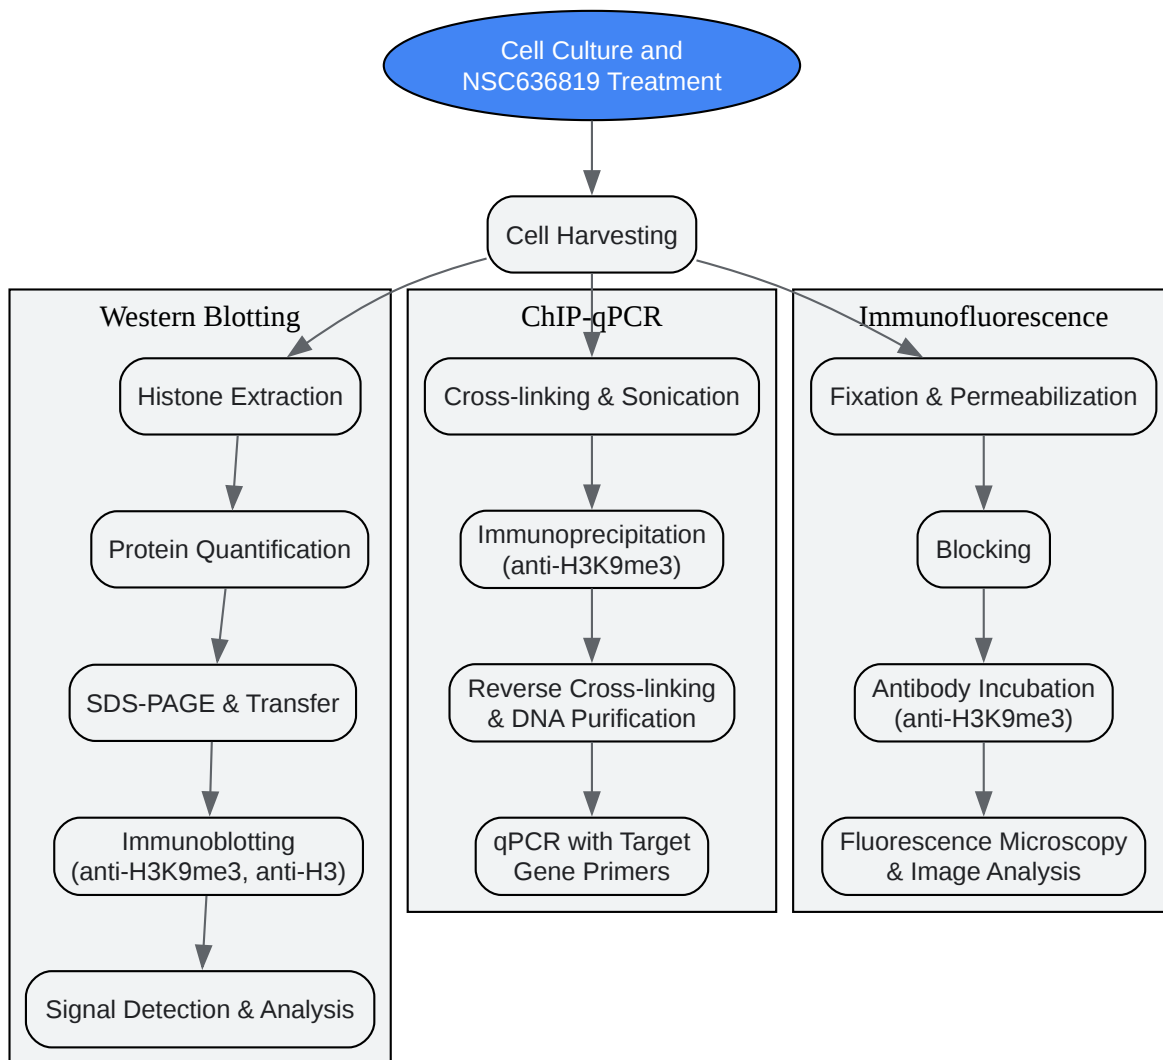 Cell Culture and
NSC636819 Treatment
Cell Harvesting
Western Blotting
Histone Extraction
Protein Quantification
SDS-PAGE & Transfer
Immunoblotting
(anti-H3K9me3, anti-H3)
Signal Detection & Analysis
ChIP-qPCR
Cross-linking & Sonication
Immunoprecipitation
(anti-H3K9me3)
Reverse Cross-linking
& DNA Purification
qPCR with Target
Gene Primers
Immunofluorescence
Fixation & Permeabilization
Blocking
Antibody Incubation
(anti-H3K9me3)
Fluorescence Microscopy
& Image Analysis